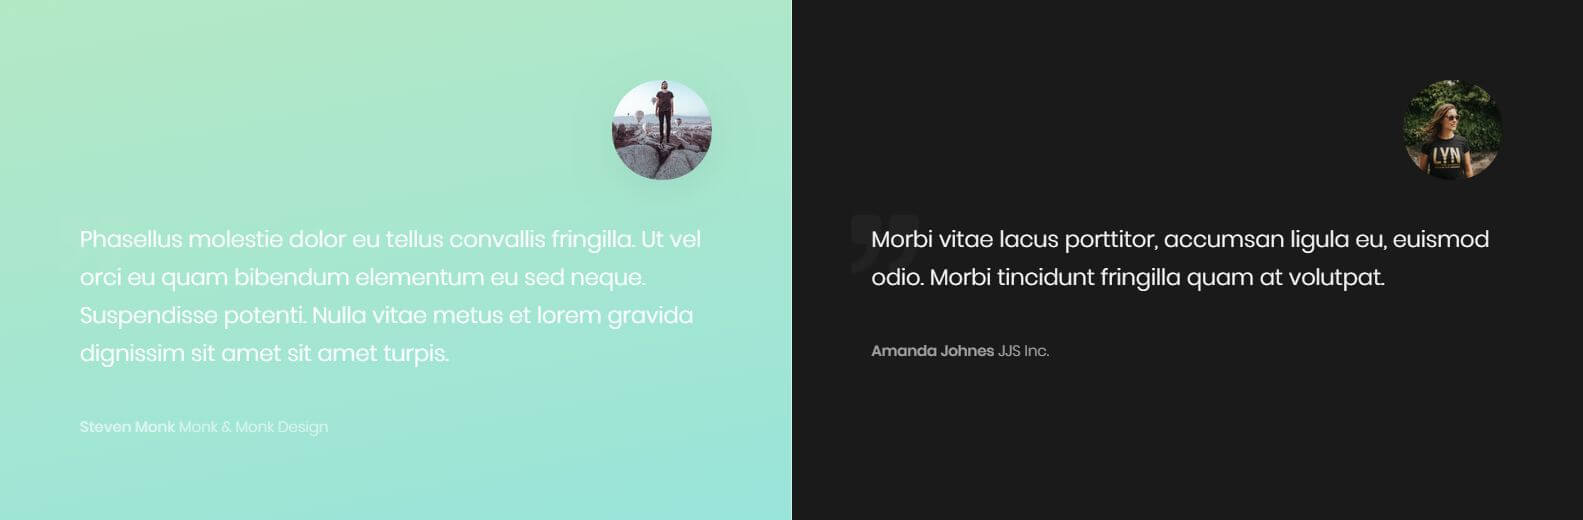 Phasellus molestie dolor eu tellus convallis fringilla. Ut vel
orci eu quam bibendum elementum eu sed neque.
Suspendisse potenti. Nulla vitae metus et lorem gravida
dignissim sit amet sit amet turpis.
Steven Monk Monk & Monk Design
LYN
Morbi vitae lacus porttitor, accumsan ligula eu, euismod
odio. Morbi tincidunt fringilla quam at volutpat.
Amanda Johnes JJS Inc.